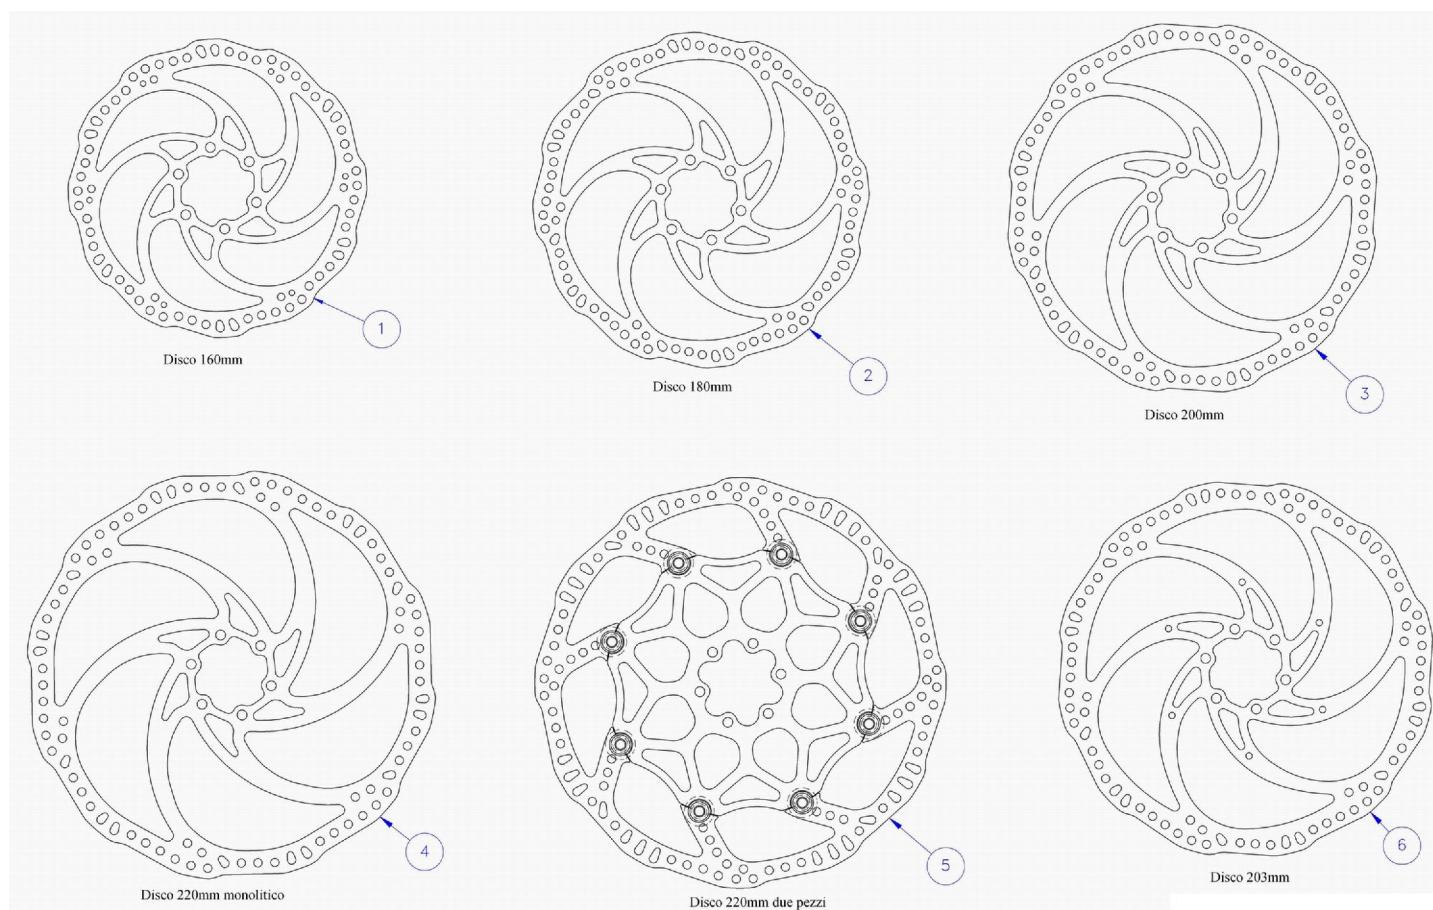 1
Disco 160mm
2
Disco 180mm
3
Disco 200mm
4
Disco 220mm monolitico
5
Disco 220mm due pezzi
6
Disco 203mm